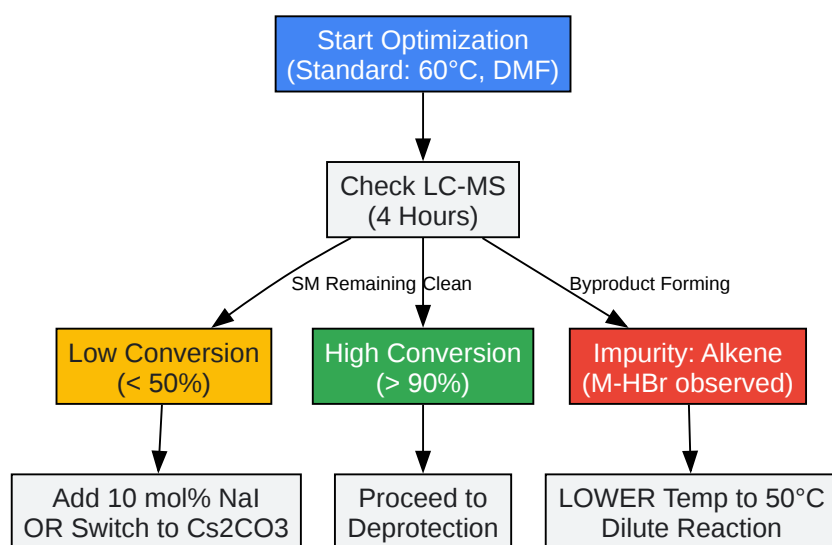 Start Optimization
(Standard: 60°C, DMF)
Check LC-MS
(4 Hours)
SM Remaining
Clean
Byproduct Forming
Low Conversion
(< 50%)
High Conversion
(> 90%)
Impurity: Alkene
(M-HBr observed)
Add 10 mol% NaI
OR Switch to Cs2CO3
Proceed to
Deprotection
LOWER Temp to 50°C
Dilute Reaction